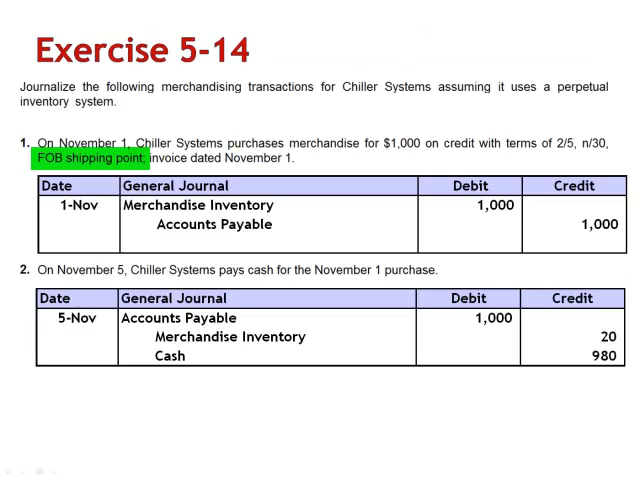 Exercise 5-14
Journalize the following merchandising transactions for Chiller Systems assuming it uses a perpetual
inventory system.
1. On November 1, Chiller Systems purchases merchandise for $1,000 on credit with terms of 2/5, n/30,
FOB shipping point; invoice dated November 1.
Date General Journal Debit Credit
1-Nov Merchandise Inventory 1,000
Accounts Payable 1,000
2. On November 5, Chiller Systems pays cash for the November 1 purchase.
Date General Journal Debit Credit
5-Nov Accounts Payable 1,000
Merchandise Inventory 20
Cash 980